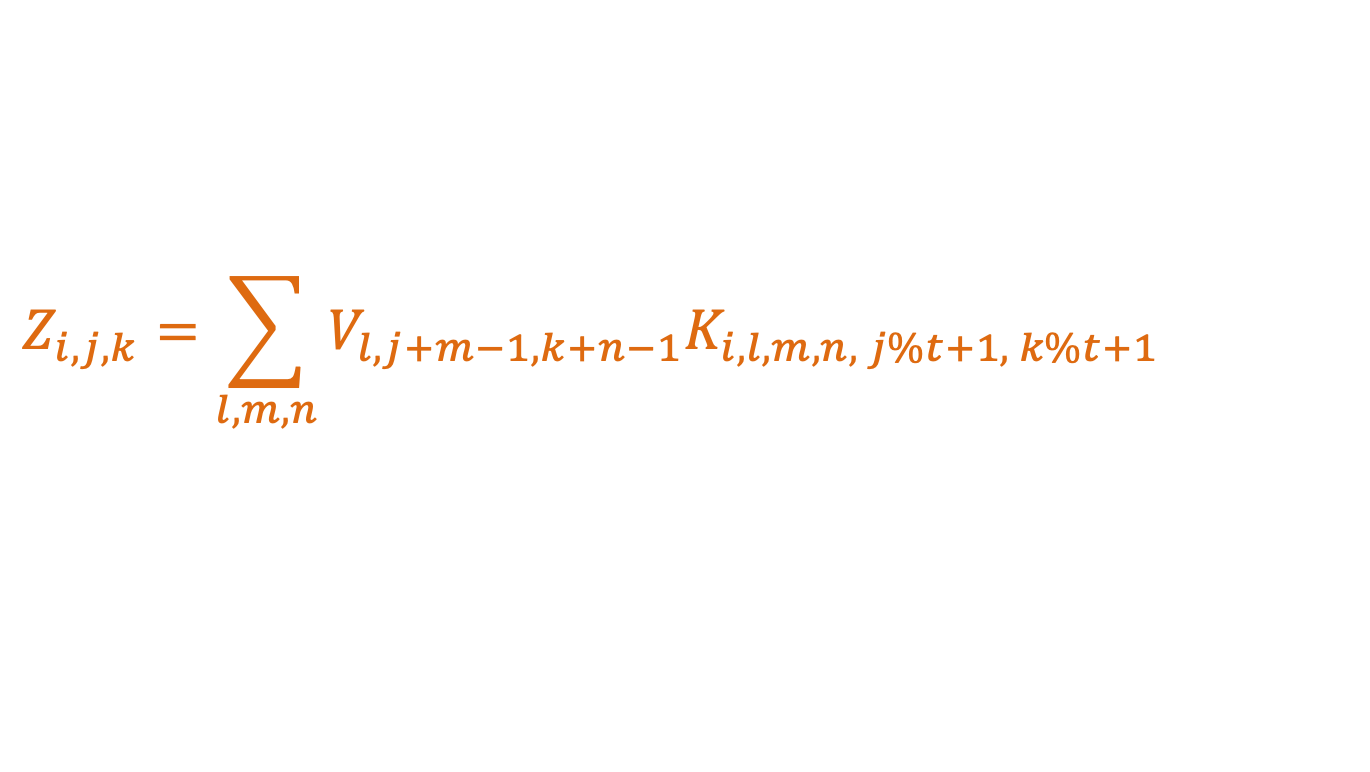 Z_{i,j,k} = \sum_{l,m,n} V_{l,j+m-1,k+n-1} K_{i,l,m,n, j\%t+1, k\%t+1}